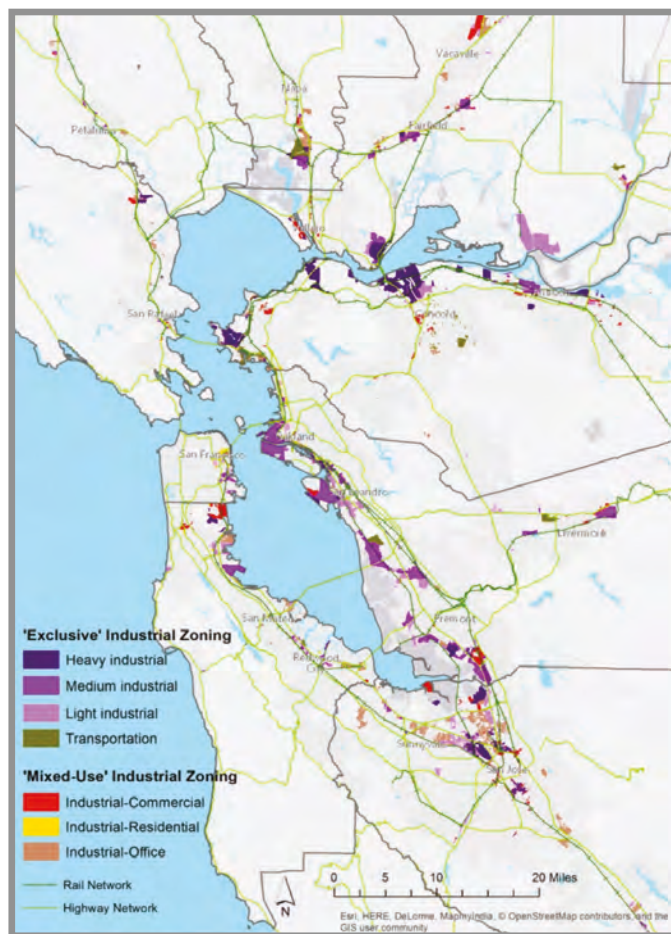 Vacaville
Napa
Petaluma
Fairfield
San Rafael
Concord
Oakland
San Francisco
San Leandro
Livermore
San Mateo
Fremont
Redwood
City
Sunnyvale
San Jose
'Exclusive' Industrial Zoning
Heavy industrial
Medium industrial
Light industrial
Transportation
'Mixed-Use' Industrial Zoning
Industrial-Commercial
Industrial-Residential
Industrial-Office
Rail Network
Highway Network
N
0 5 10 20 Miles
Esri, HERE, DeLorme, MapmyIndia, © OpenStreetMap contributors, and the
GIS user community